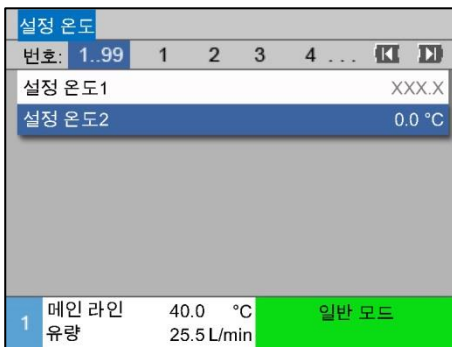 설정 온도
번호: 1..99 1 2 3 4 ...
설정 온도1 XXX.X
설정 온도2 0.0 °C
1 메인 라인 40.0 °C 일반 모드
유량 25.5 L/min